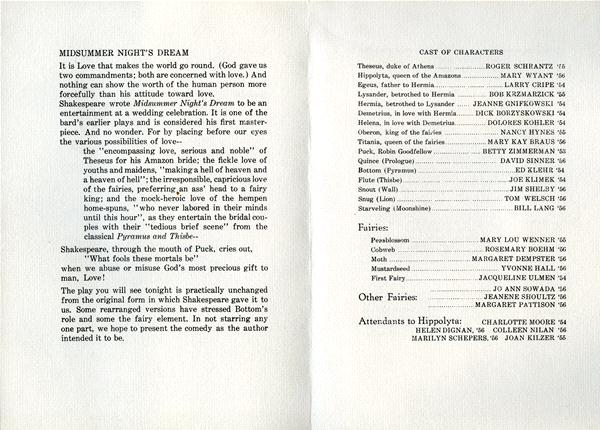 MIDSUMMER NIGHT'S DREAM
It is Love that makes the world go round. (God gave us
two commandments; both are concerned with love.) And
nothing can show the worth of the human person more
forcefully than his attitude toward love.
Shakespeare wrote Midsummer Night's Dream to be an
entertainment at a wedding celebration. It is one of the
bard's earlier plays and is considered his first master-
piece. And no wonder. For by placing before our eyes
the various possibilities of love--
the "encompassing love, serious and noble" of
Theseus for his Amazon bride; the fickle love of
youths and maidens, "making a hell of heaven and
a heaven of hell"; the irresponsible, capricious love
of the fairies, preferring an ass' head to a fairy
king; and the mock-heroic love of the hempen
home-spuns, "who never labored in their minds
until this hour", as they entertain the bridal cou-
ples with their "tedious brief scene" from the
classical Pyramus and Thisbe--
Shakespeare, through the mouth of Puck, cries out,
"What fools these mortals be"
when we abuse or misuse God's most precious gift to
man, Love!
The play you will see tonight is practically unchanged
from the original form in which Shakespeare gave it to
us. Some rearranged versions have stressed Bottom's
role and some the fairy element. In not starring any
one part, we hope to present the comedy as the author
intended it to be.
CAST OF CHARACTERS
Theseus, duke of Athens ROGER SCHRANTZ '55
Hippolyta, queen of the Amazons MARY WYANT '56
Egeus, father to Hermia LARRY CRIPE '54
Lysander, betrothed to Hermia BOB KRZMARZICK '55
Hermia, betrothed to Lysander JEANNE GNIFKOWSKI '54
Demetrius, in love with Hermia DICK BORZYSKOWSKI '54
Helena, in love with Demetrius DOLORES KOHLER '54
Oberon, king of the fairies NANCY HYNES '55
Titania, queen of the fairies MARY KAY BRAUS '56
Puck, Robin Goodfellow BETTY ZIMMERMAN '53
Quince (Prologue) DAVID SINNER '56
Bottom (Pyramus) ED KLEHR '54
Flute (Thisbe) JOE KLIMEK '54
Snout (Wall) JIM SHELBY '56
Snug (Lion) TOM WELSCH '56
Starveling (Moonshine) BILL LANG '56
Fairies:
Peasblossom MARY LOU WENNER '55
Cobweb ROSEMARY BOEHM '56
Moth MARGARET DEMPSTER '56
Mustardseed YVONNE HALL '56
First Fairy JACQUELINE ULMEN '54
JO ANN SOWADA '56
Other Fairies: JEANENE SHOULTZ '56
MARGARET PATTISON '56
Attendants to Hippolyta: CHARLOTTE MOORE '54
HELEN DIGNAN, '56 COLLEEN NILAN '56
MARILYN SCHEPERS, '56 JOAN KILZER '55